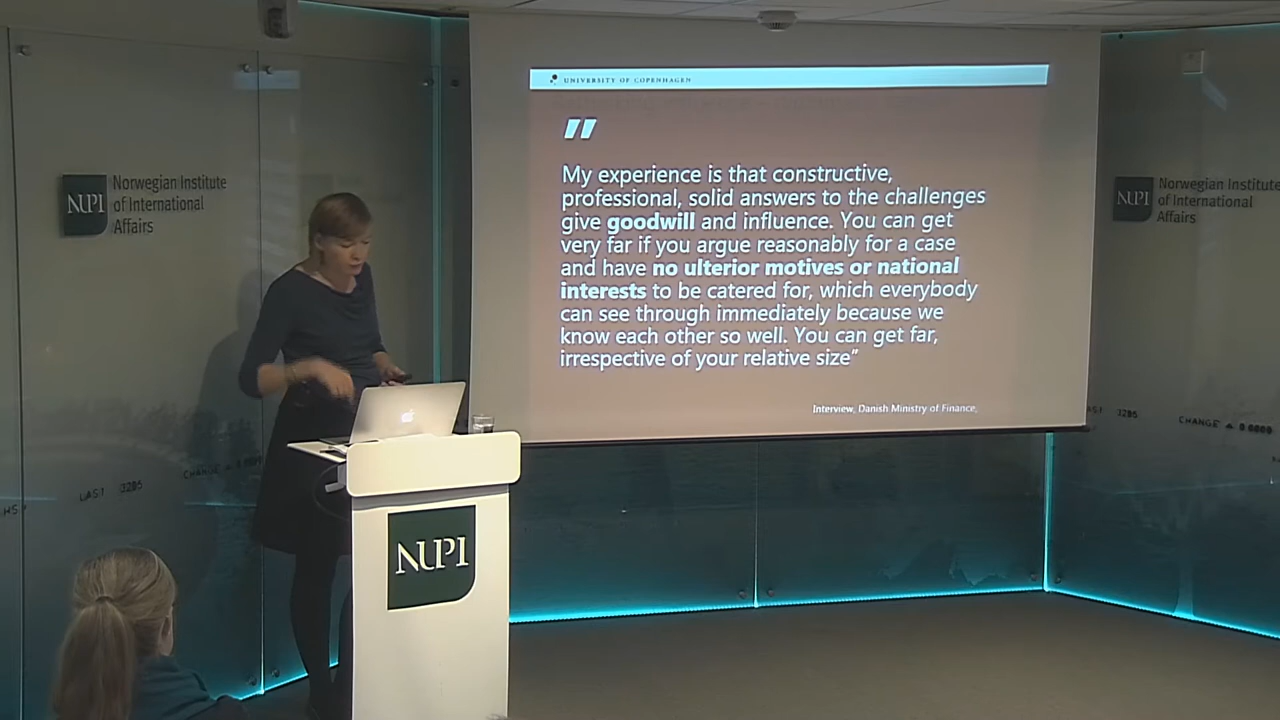 UNIVERSITY OF COPENHAGEN
"
My experience is that constructive,
professional, solid answers to the challenges
give goodwill and influence. You can get
very far if you argue reasonably for a case
and have no ulterior motives or national
interests to be catered for, which everybody
can see through immediately because we
know each other so well. You can get far,
irrespective of your relative size”
Interview, Danish Ministry of Finance,
NUPI
Norwegian Institute
of International
Affairs
NUPI
Norwegian Institute
of International
Affairs
NUPI
LAST 3285
CHANGE
3285
CHANGE